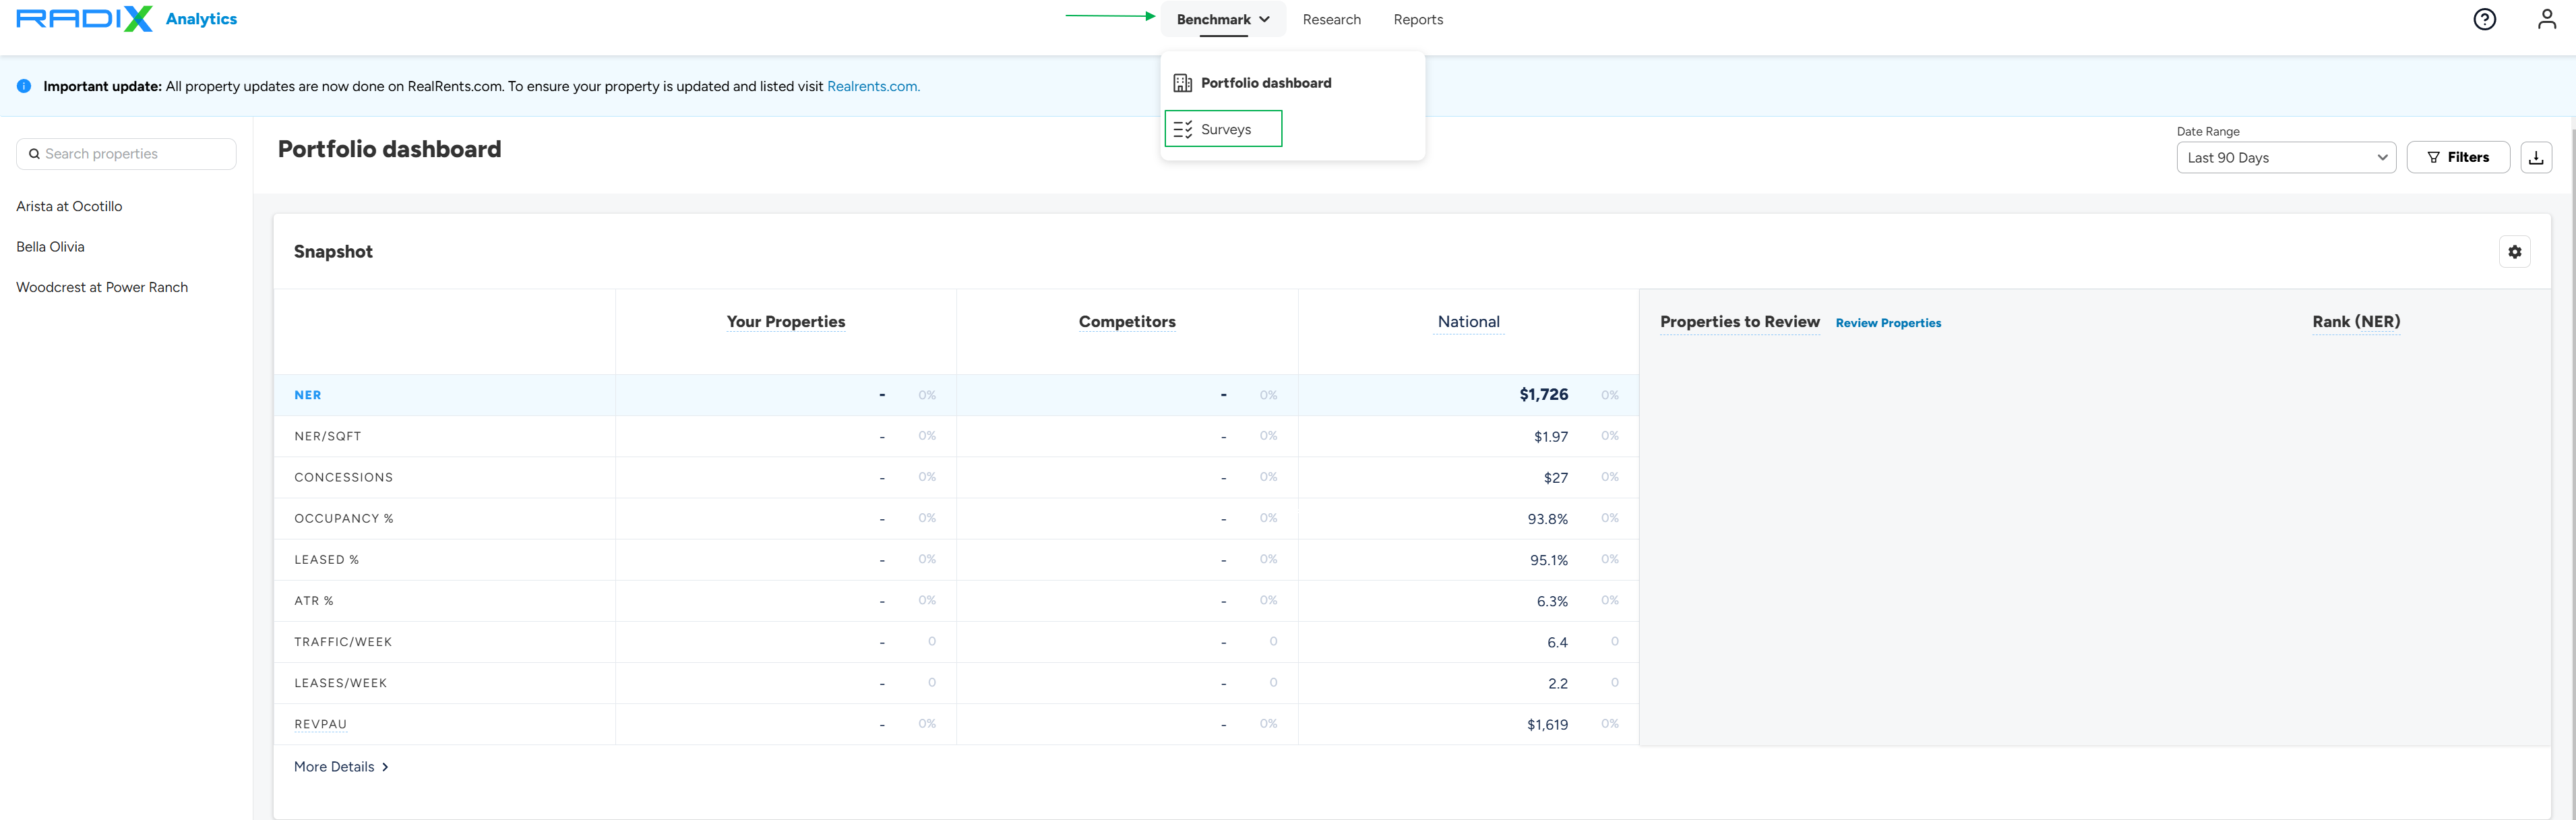 RADIX Analytics
Benchmark Research Reports
Portfolio dashboard
Surveys
Important update: All property updates are now done on RealRents.com. To ensure your property is updated and listed visit Realrents.com.
Search properties
Arista at Ocotillo
Bella Olivia
Woodcrest at Power Ranch
Portfolio dashboard
Date Range
Last 90 Days
Filters
Snapshot
Your Properties Competitors National Properties to Review Review Properties Rank (NER)
NER - 0% - 0% $1,726 0%
NER/SQFT - 0% - 0% $1.97 0%
CONCESSIONS - 0% - 0% $27 0%
OCCUPANCY % - 0% - 0% 93.8% 0%
LEASED % - 0% - 0% 95.1% 0%
ATR % - 0% - 0% 6.3% 0%
TRAFFIC/WEEK - 0 - 0 6.4 0
LEASES/WEEK - 0 - 0 2.2 0
REVPAU - 0% - 0% $1,619 0%
More Details